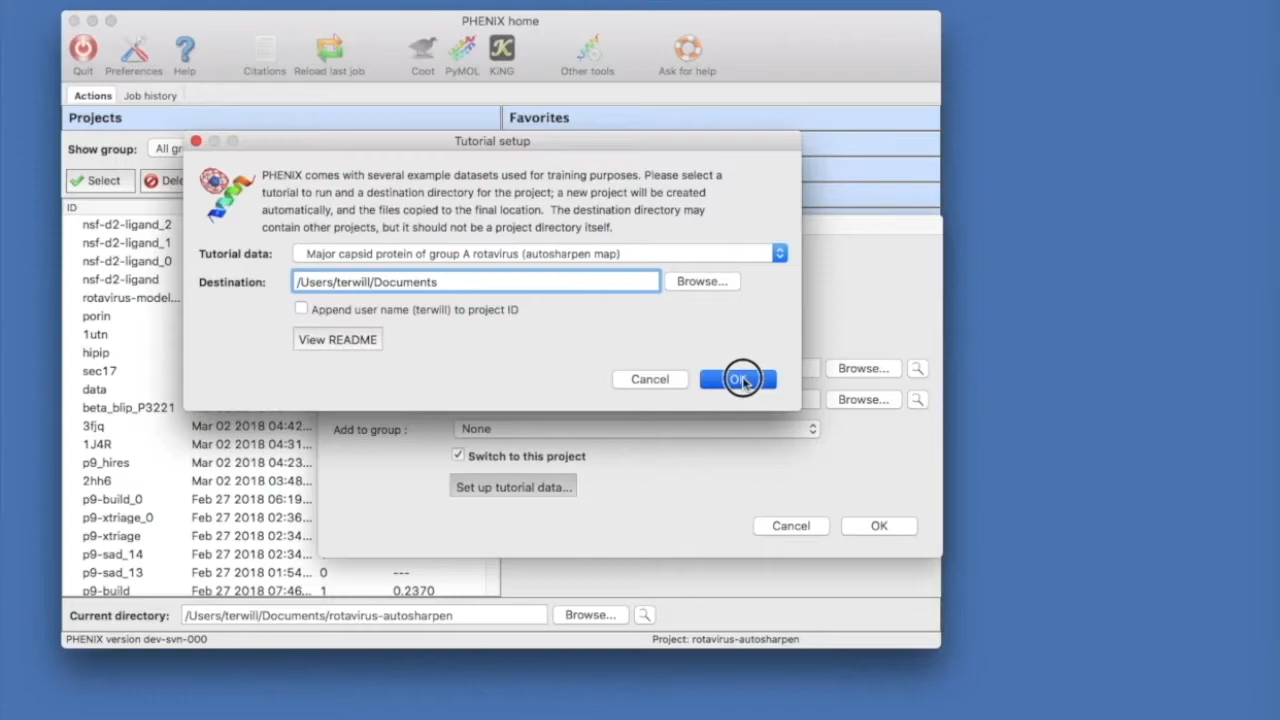 PHENIX home
Quit Preferences Help Citations Reload last job Coot PyMOL KiNG Other tools Ask for help
Actions Job history
Projects Favorites
Show group: All gr
Select Dele
ID
nsf-d2-ligand_2
nsf-d2-ligand_1
nsf-d2-ligand_0
nsf-d2-ligand
rotavirus-model...
porin
1utn
hipip
sec17
data
beta_blip_P3221
3fjq Mar 02 2018 04:42...
1J4R Mar 02 2018 04:31...
p9_hires Mar 02 2018 04:23...
2hh6 Mar 02 2018 03:48...
p9-build_0 Feb 27 2018 06:19...
p9-xtriage_0 Feb 27 2018 02:36...
p9-xtriage Feb 27 2018 02:34...
p9-sad_14 Feb 27 2018 02:34...
p9-sad_13 Feb 27 2018 01:54... 0 ---
p9-build Feb 27 2018 07:46... 1 0.2370
Tutorial setup
PHENIX comes with several example datasets used for training purposes. Please select a
tutorial to run and a destination directory for the project; a new project will be created
automatically, and the files copied to the final location. The destination directory may
contain other projects, but it should not be a project directory itself.
Tutorial data: Major capsid protein of group A rotavirus (autosharpen map)
Destination: /Users/terwill/Documents Browse...
Append user name (terwill) to project ID
View README
Cancel OK
Browse...
Browse...
Add to group : None
Switch to this project
Set up tutorial data...
Cancel OK
Current directory: /Users/terwill/Documents/rotavirus-autosharpen Browse...
PHENIX version dev-svn-000 Project: rotavirus-autosharpen